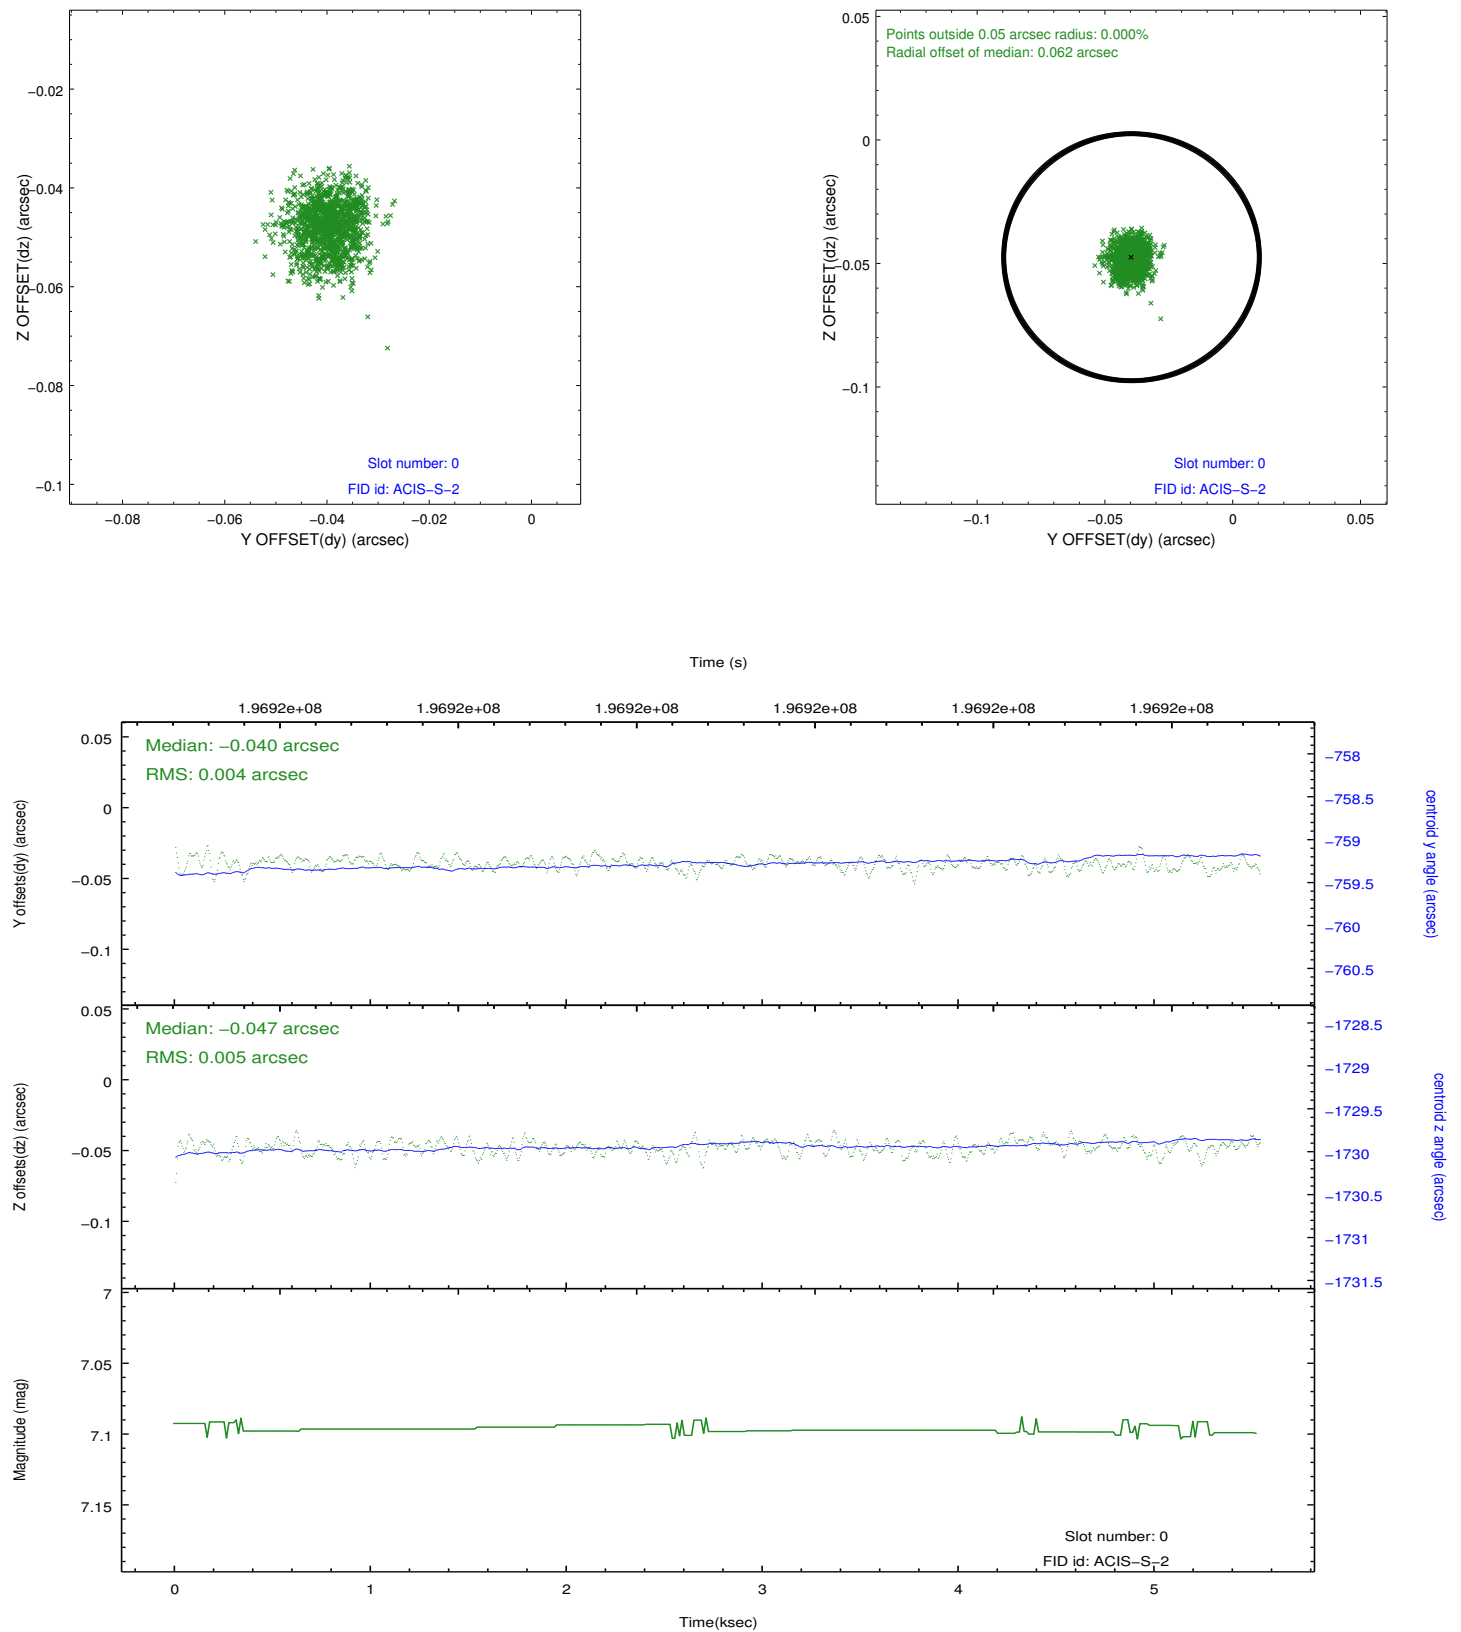 −0.02
−0.04
−0.06
−0.08
−0.1
Z OFFSET(dz) (arcsec)
Slot number: 0
FID id: ACIS−S−2
−0.08 −0.06 −0.04 −0.02 0
Y OFFSET(dy) (arcsec)
0.05
Points outside 0.05 arcsec radius: 0.000%
Radial offset of median: 0.062 arcsec
0
−0.05
−0.1
Z OFFSET(dz) (arcsec)
Slot number: 0
FID id: ACIS−S−2
−0.1 −0.05 0 0.05
Y OFFSET(dy) (arcsec)
Time (s)
1.9692e+08 1.9692e+08 1.9692e+08 1.9692e+08 1.9692e+08 1.9692e+08
Median: −0.040 arcsec
RMS: 0.004 arcsec
0.05
0
−0.05
−0.1
Y offsets(dy) (arcsec)
−758
−758.5
−759
−759.5
−760
−760.5
centroid y angle (arcsec)
Median: −0.047 arcsec
RMS: 0.005 arcsec
0.05
0
−0.05
−0.1
Z offsets(dz) (arcsec)
−1728.5
−1729
−1729.5
−1730
−1730.5
−1731
−1731.5
centroid z angle (arcsec)
7
7.05
7.1
7.15
Magnitude (mag)
Slot number: 0
FID id: ACIS−S−2
0 1 2 3 4 5
Time(ksec)